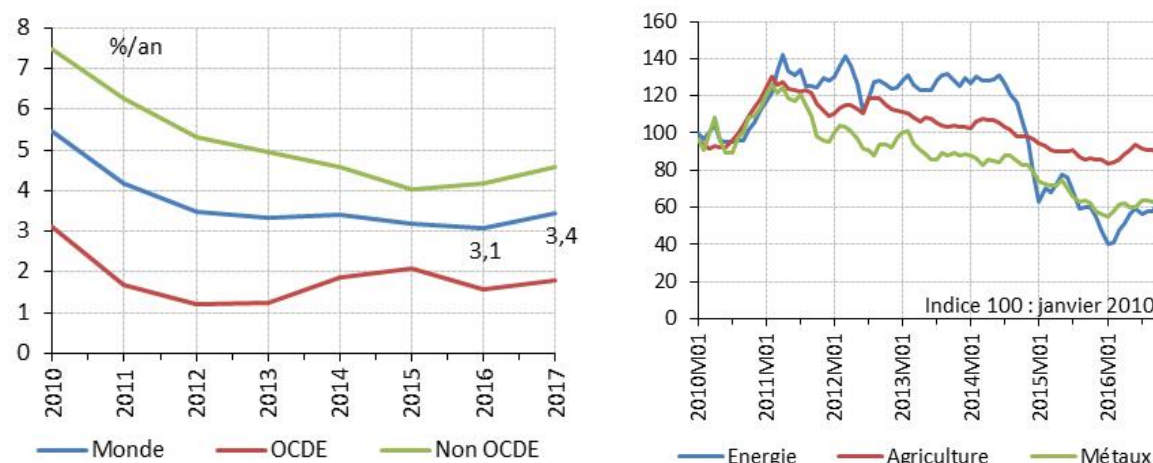 8
7
6
5
4
3
2
1
0
%/an
3,1
3,4
2010
2011
2012
2013
2014
2015
2016
2017
Monde OCDE Non OCDE
160
140
120
100
80
60
40
20
0
Indice 100 : janvier 2010
2010M01
2011M01
2012M01
2013M01
2014M01
2015M01
2016M01
Energie Agriculture Métaux